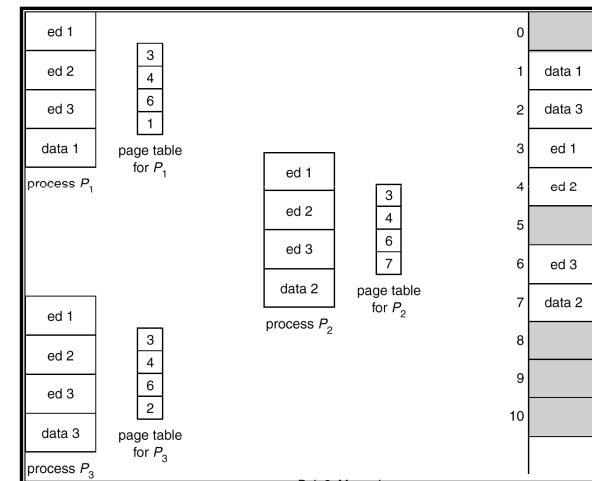 ed 1
ed 2
ed 3
data 1
process P1
3
4
6
1
page table
for P1
ed 1
ed 2
ed 3
data 2
process P2
3
4
6
7
page table
for P2
ed 1
ed 2
ed 3
data 3
process P3
3
4
6
2
page table
for P3
0
1 data 1
2 data 3
3 ed 1
4 ed 2
5
6 ed 3
7 data 2
8
9
10